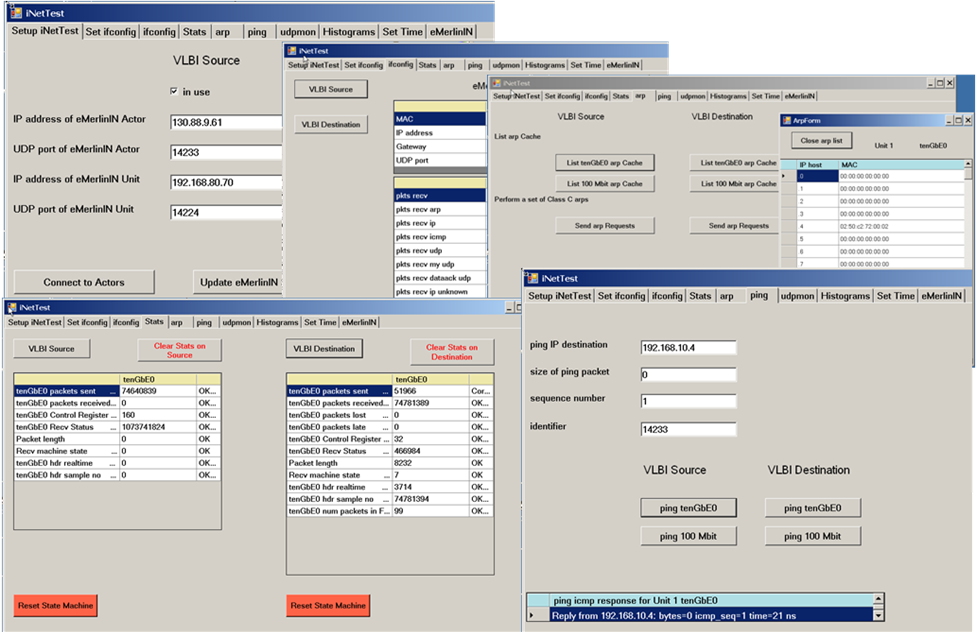 iNetTest
Setup iNetTest Set ifconfig ifconfig Stats arp ping udpmon Histograms Set Time eMerlinIN
VLBI Source
in use
IP address of eMerlinIN Actor 130.88.9.61
UDP port of eMerlinIN Actor 14233
IP address of eMerlinIN Unit 192.168.80.70
UDP port of eMerlinIN Unit 14224
Connect to Actors Update eMerlinIN
iNetTest
Setup iNetTest Set ifconfig ifconfig Stats arp ping udpmon Histograms Set Time eMerlinIN
VLBI Source
VLBI Destination
MAC
IP address
Gateway
UDP port
pkts recv
pkts recv arp
pkts recv ip
pkts recv icmp
pkts recv udp
pkts recv my udp
pkts recv dataack udp
pkts recv ip unknown
iNetTest
Setup iNetTest Set ifconfig ifconfig Stats arp ping udpmon Histograms Set Time eMerlinIN
VLBI Source VLBI Destination
List arp Cache
List tenGbE0 arp Cache List tenGbE0 arp Cache
List 100 Mbit arp Cache List 100 Mbit arp Cache
Perform a set of Class C arps
Send arp Requests Send arp Requests
ArpForm
Close arp list Unit 1 tenGbE0
IP host MAC
0 00:00:00:00:00:00
1 00:00:00:00:00:00
2 00:00:00:00:00:00
3 00:00:00:00:00:00
4 02:50:c2:72:00:02
5 00:00:00:00:00:00
6 00:00:00:00:00:00
7 00:00:00:00:00:00
iNetTest
Setup iNetTest Set ifconfig ifconfig Stats arp ping udpmon Histograms Set Time eMerlinIN
VLBI Source Clear Stats on Source
tenGbE0
tenGbE0 packets sent ... 74640839 OK...
tenGbE0 packets received... 0 OK...
tenGbE0 Control Register ... 160 OK...
tenGbE0 Recv Status ... 1073741824 OK...
Packet length 0 OK
Recv machine state ... 0 OK
tenGbE0 hdr realtime ... 0 OK...
tenGbE0 hdr sample no ... 0 OK...
Reset State Machine
VLBI Destination Clear Stats on Destination
tenGbE0
tenGbE0 packets sent ... 51966 Cor...
tenGbE0 packets received... 74781389 OK...
tenGbE0 packets lost ... 0 OK...
tenGbE0 packets late ... 0 OK...
tenGbE0 Control Register ... 32 OK...
tenGbE0 Recv Status ... 466984 OK...
Packet length 8232 OK
Recv machine state ... 7 OK
tenGbE0 hdr realtime ... 3714 OK...
tenGbE0 hdr sample no ... 74781394 OK...
tenGbE0 num packets in F... 99 OK...
Reset State Machine
iNetTest
Setup iNetTest Set ifconfig ifconfig Stats arp ping udpmon Histograms Set Time eMerlinIN
ping IP destination 192.168.10.4
size of ping packet 0
sequence number 1
identifier 14233
VLBI Source VLBI Destination
ping tenGbE0 ping tenGbE0
ping 100 Mbit ping 100 Mbit
ping icmp response for Unit 1 tenGbE0
Reply from 192.168.10.4: bytes=0 icmp_seq=1 time=21 ns